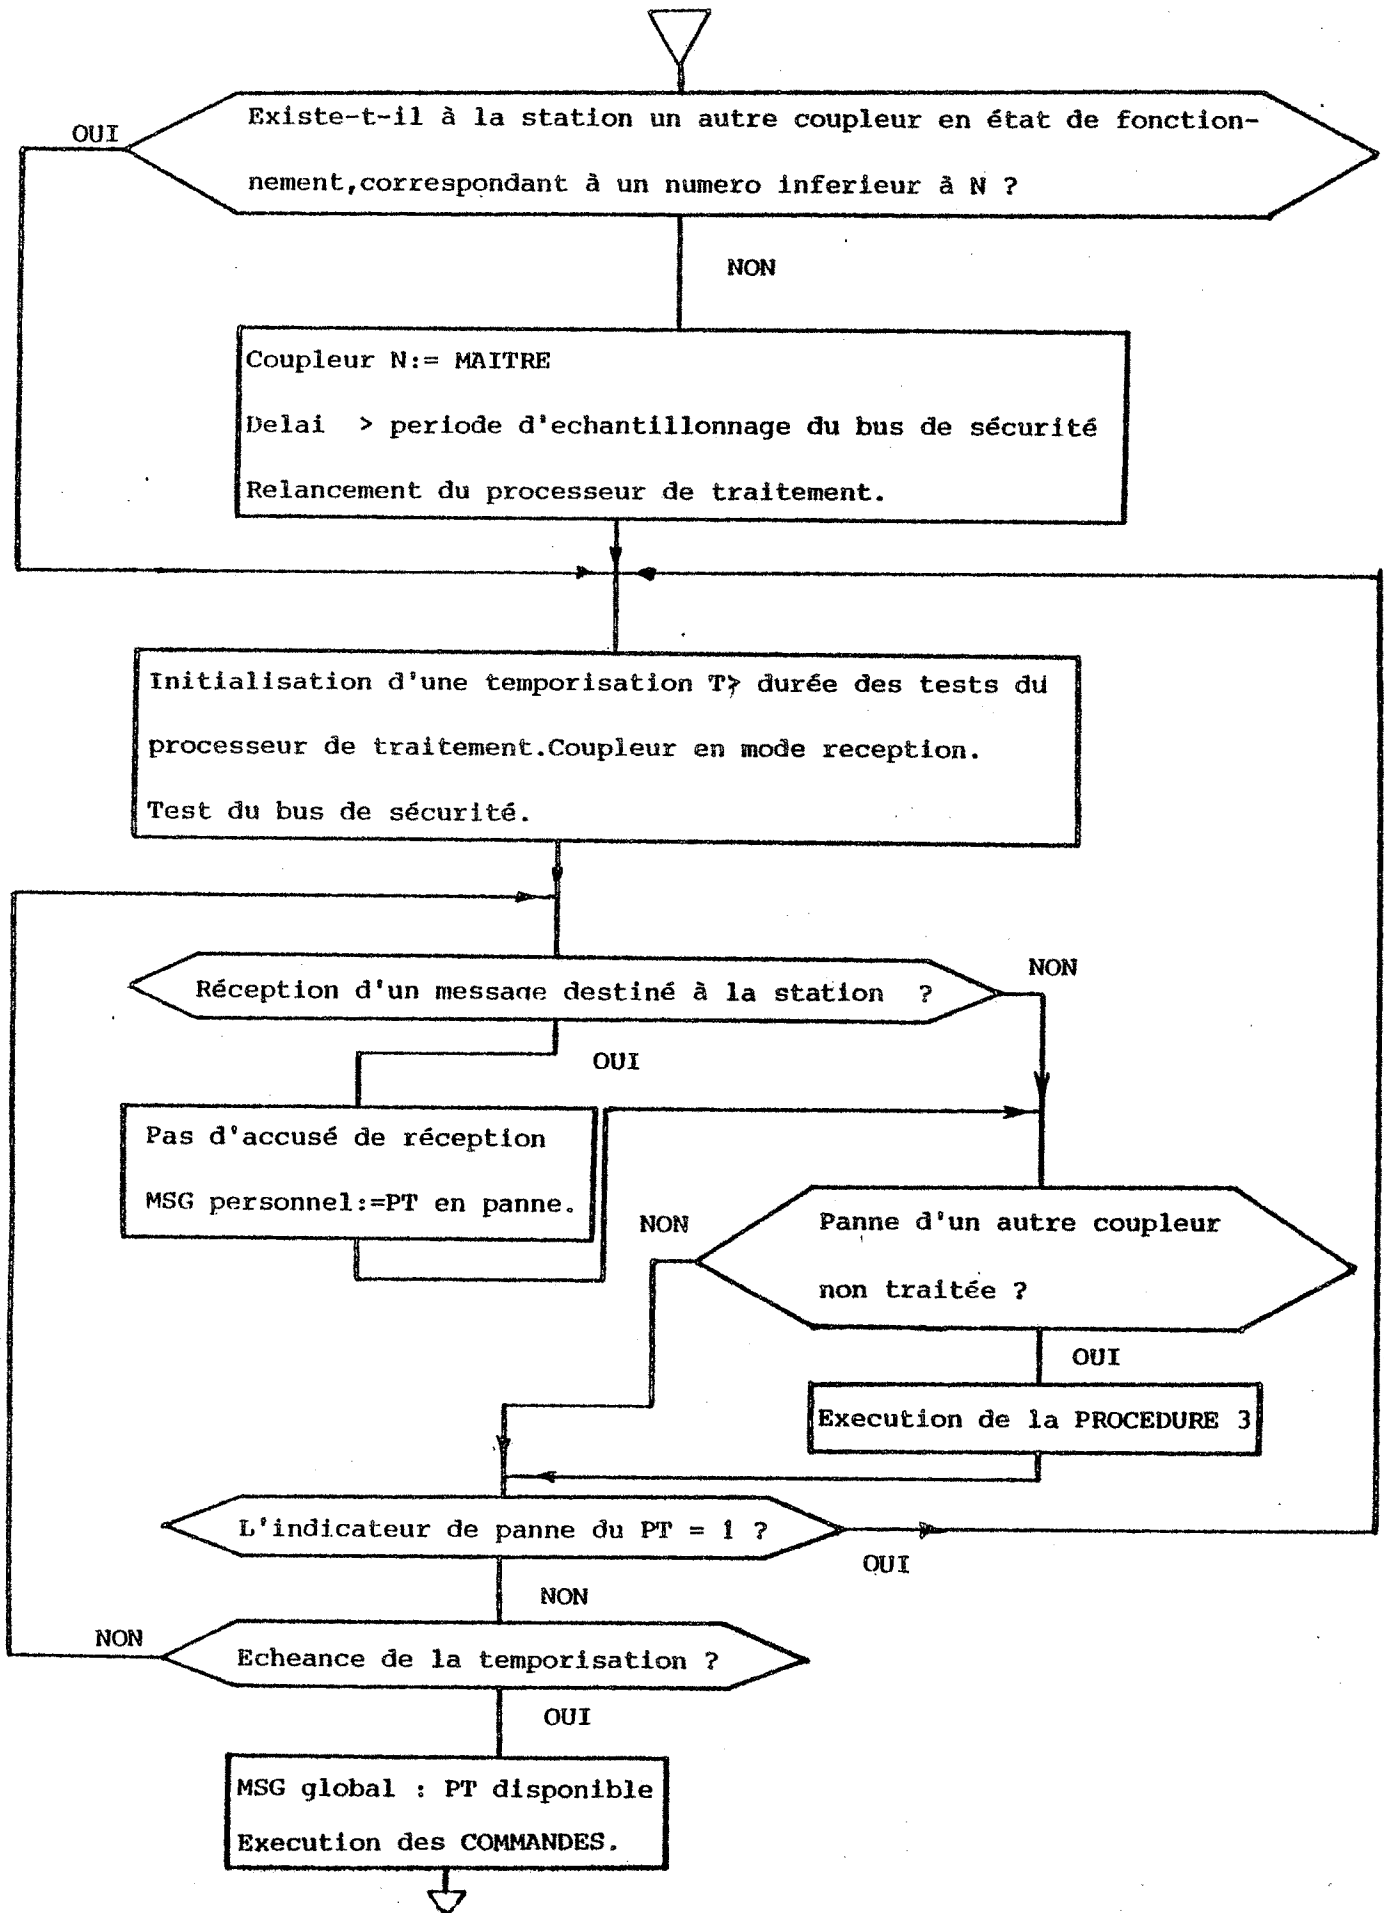 Existe-t-il à la station un autre coupleur en état de fonction-
OUI
nement,correspondant à un numero inferieur à N ?
NON
Coupleur N:= MAITRE
Delai > periode d'echantillonnage du bus de sécurité
Relancement du processeur de traitement.
Initialisation d'une temporisation T> durée des tests du
processeur de traitement.Coupleur en mode reception.
Test du bus de sécurité.
NON
Réception d'un message destiné à la station ?
OUI
Pas d'accusé de réception
MSG personnel:=PT en panne.
NON
Panne d'un autre coupleur
non traitée ?
OUI
Execution de la PROCEDURE 3
L'indicateur de panne du PT = 1 ?
OUI
NON
NON
Echeance de la temporisation ?
OUI
MSG global : PT disponible
Execution des COMMANDES.